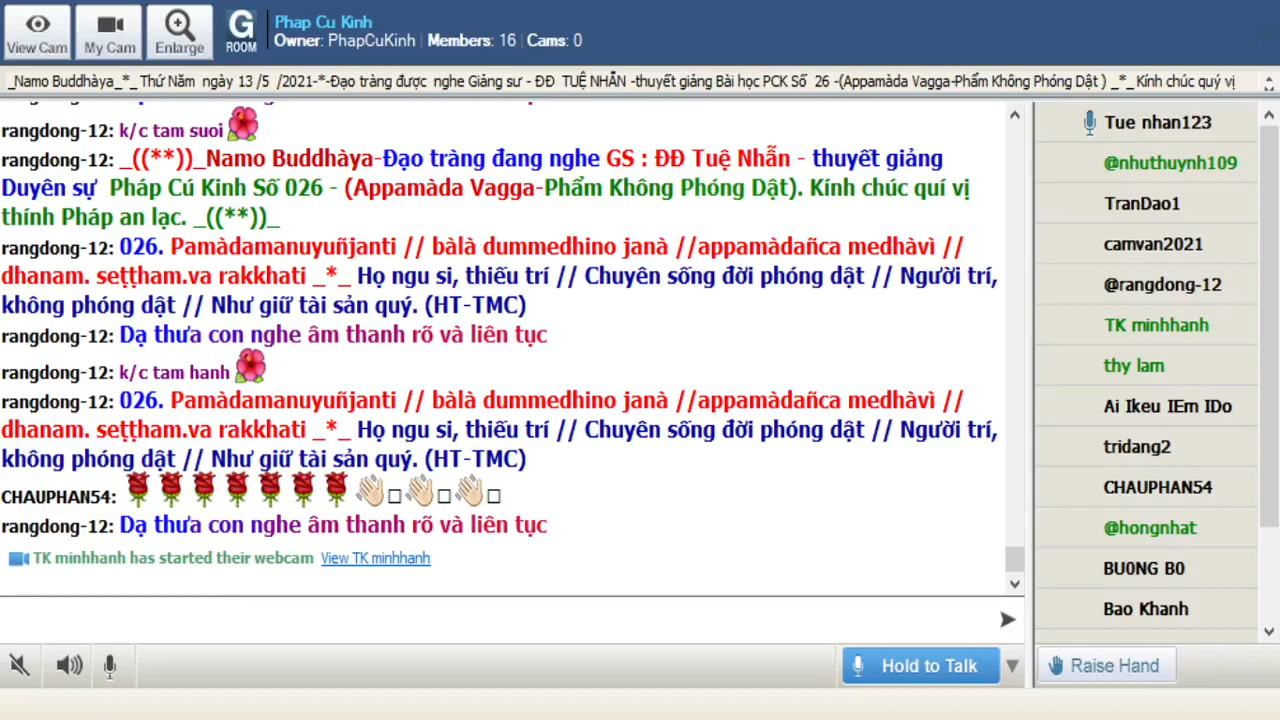 View Cam
My Cam
Enlarge
G
ROOM
Phap Cu Kinh
Owner: PhapCuKinh | Members: 16 | Cams: 0
_Namo Buddhàya_*_ Thứ Năm ngày 13 /5 /2021-*-Đạo tràng được nghe Giảng sư - ĐĐ TUỆ NHẪN -thuyết giảng Bài học PCK Số 26 -(Appamàda Vagga-Phẩm Không Phóng Dật ) _*_ Kính chúc quý vị
rangdong-12: k/c tam suoi
rangdong-12: _((**))_Namo Buddhàya-Đạo tràng đang nghe GS : ĐĐ Tuệ Nhẫn - thuyết giảng
Duyên sự Pháp Cú Kinh Số 026 - (Appamàda Vagga-Phẩm Không Phóng Dật). Kính chúc quí vị
thính Pháp an lạc. _((**))_
rangdong-12: 026. Pamàdamanuyuñjanti // bàlà dummedhino janà //appamàdañca medhàvì //
dhanam. seṭṭham.va rakkhati _*_ Họ ngu si, thiếu trí // Chuyên sống đời phóng dật // Người trí,
không phóng dật // Như giữ tài sản quý. (HT-TMC)
rangdong-12: Dạ thưa con nghe âm thanh rõ và liên tục
rangdong-12: k/c tam hanh
rangdong-12: 026. Pamàdamanuyuñjanti // bàlà dummedhino janà //appamàdañca medhàvì //
dhanam. seṭṭham.va rakkhati _*_ Họ ngu si, thiếu trí // Chuyên sống đời phóng dật // Người trí,
không phóng dật // Như giữ tài sản quý. (HT-TMC)
CHAUPHAN54:
rangdong-12: Dạ thưa con nghe âm thanh rõ và liên tục
TK minhhanh has started their webcam View TK minhhanh
Tue nhan123
@nhuthuynh109
TranDao1
camvan2021
@rangdong-12
TK minhhanh
thy lam
Ai Ikeu IEm IDo
tridang2
CHAUPHAN54
@hongnhat
BU0NG B0
Bao Khanh
Hold to Talk
Raise Hand